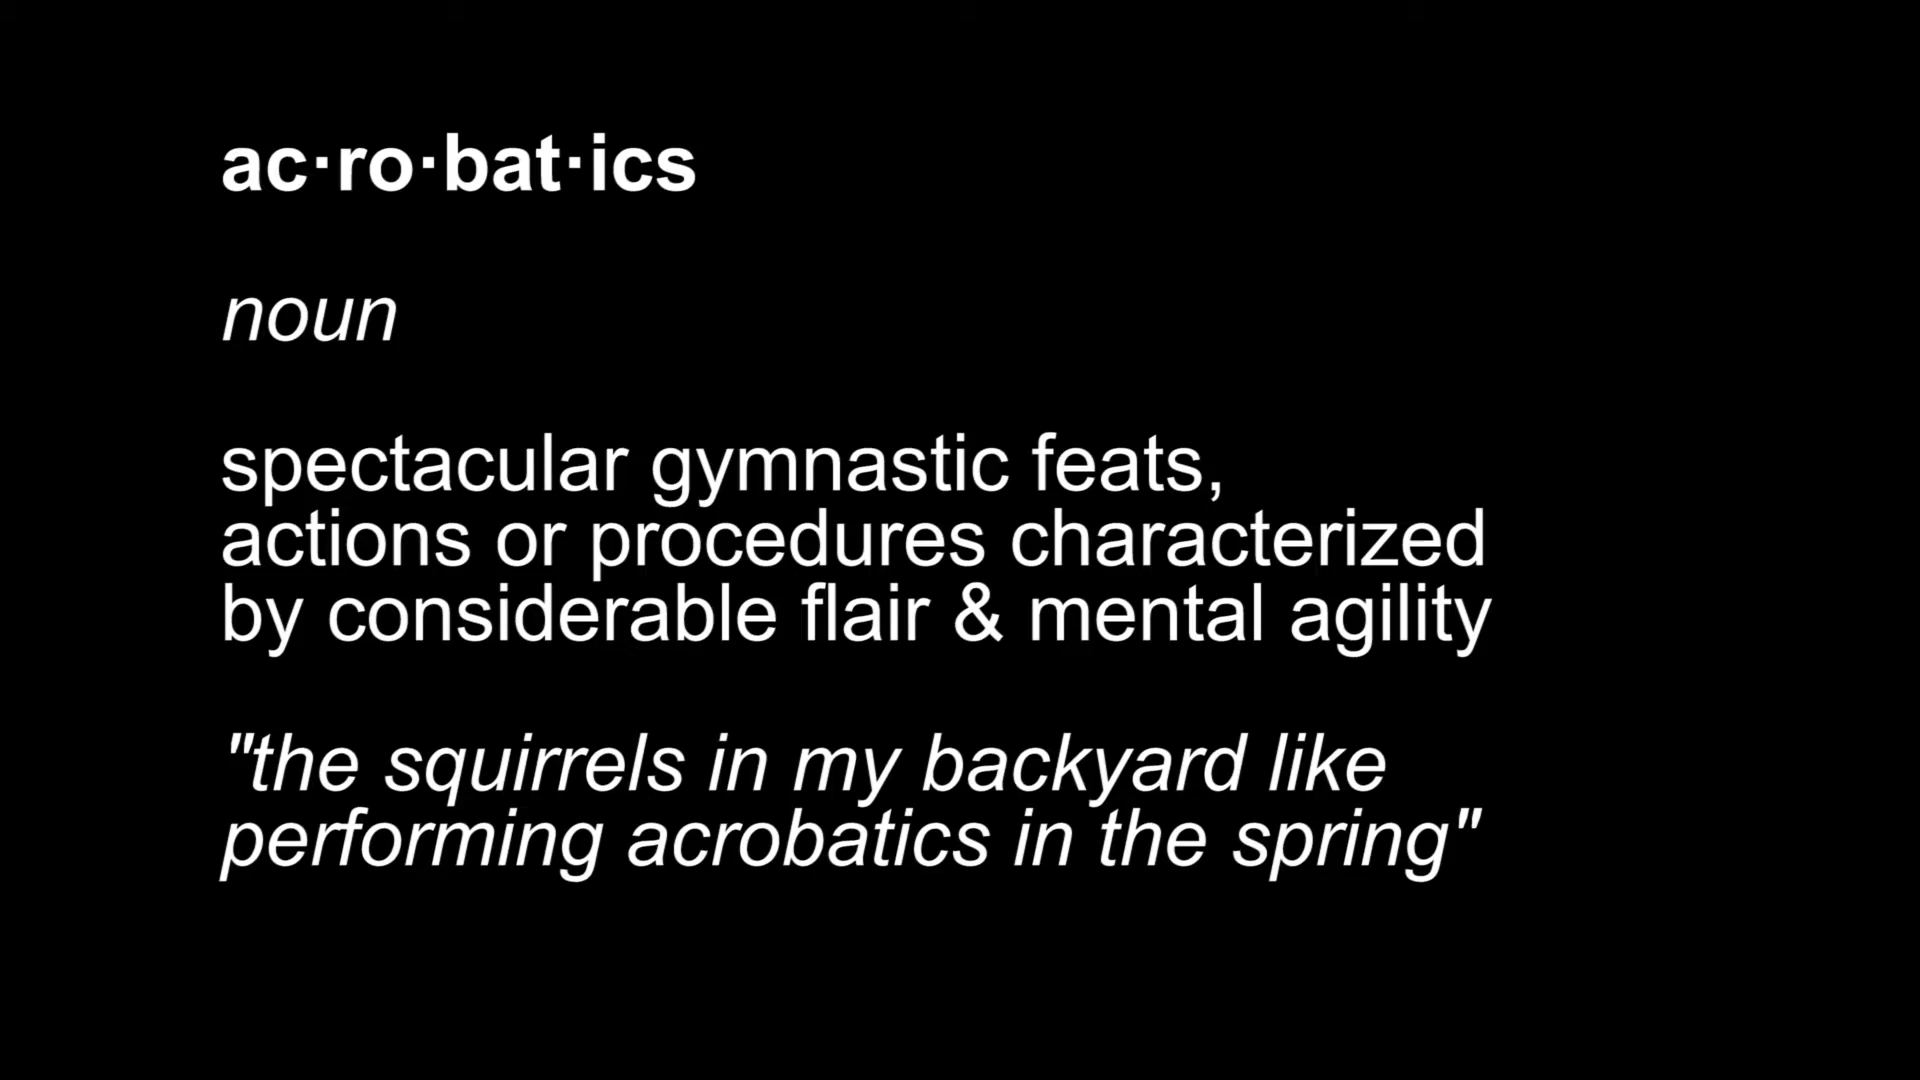 ac·ro·bat·ics
noun
spectacular gymnastic feats,
actions or procedures characterized
by considerable flair & mental agility
"the squirrels in my backyard like
performing acrobatics in the spring"